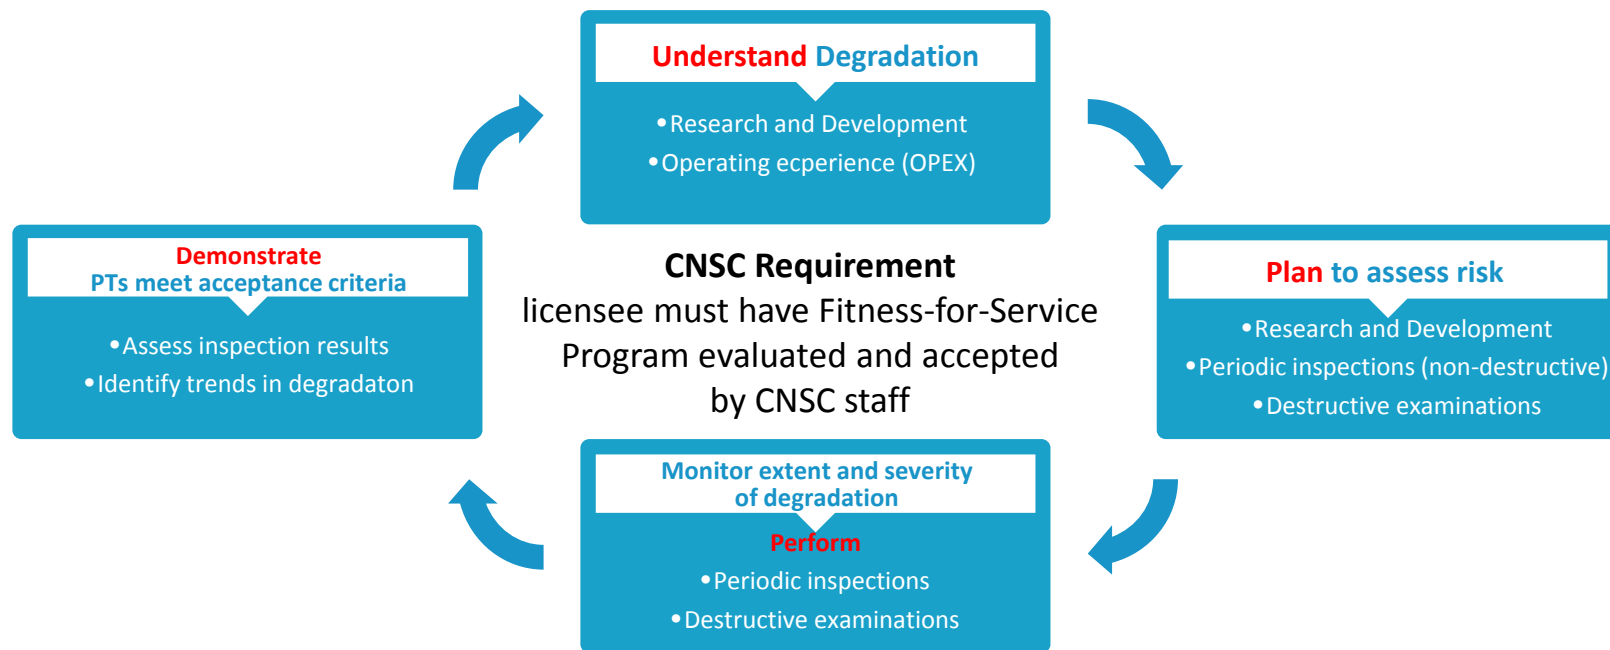 Understand Degradation
•Research and Development
•Operating ecperience (OPEX)
Demonstrate
PTs meet acceptance criteria
•Assess inspection results
•Identify trends in degradaton
CNSC Requirement
licensee must have Fitness-for-Service
Program evaluated and accepted
by CNSC staff
Plan to assess risk
•Research and Development
•Periodic inspections (non-destructive)
•Destructive examinations
Monitor extent and severity
of degradation
Perform
•Periodic inspections
•Destructive examinations